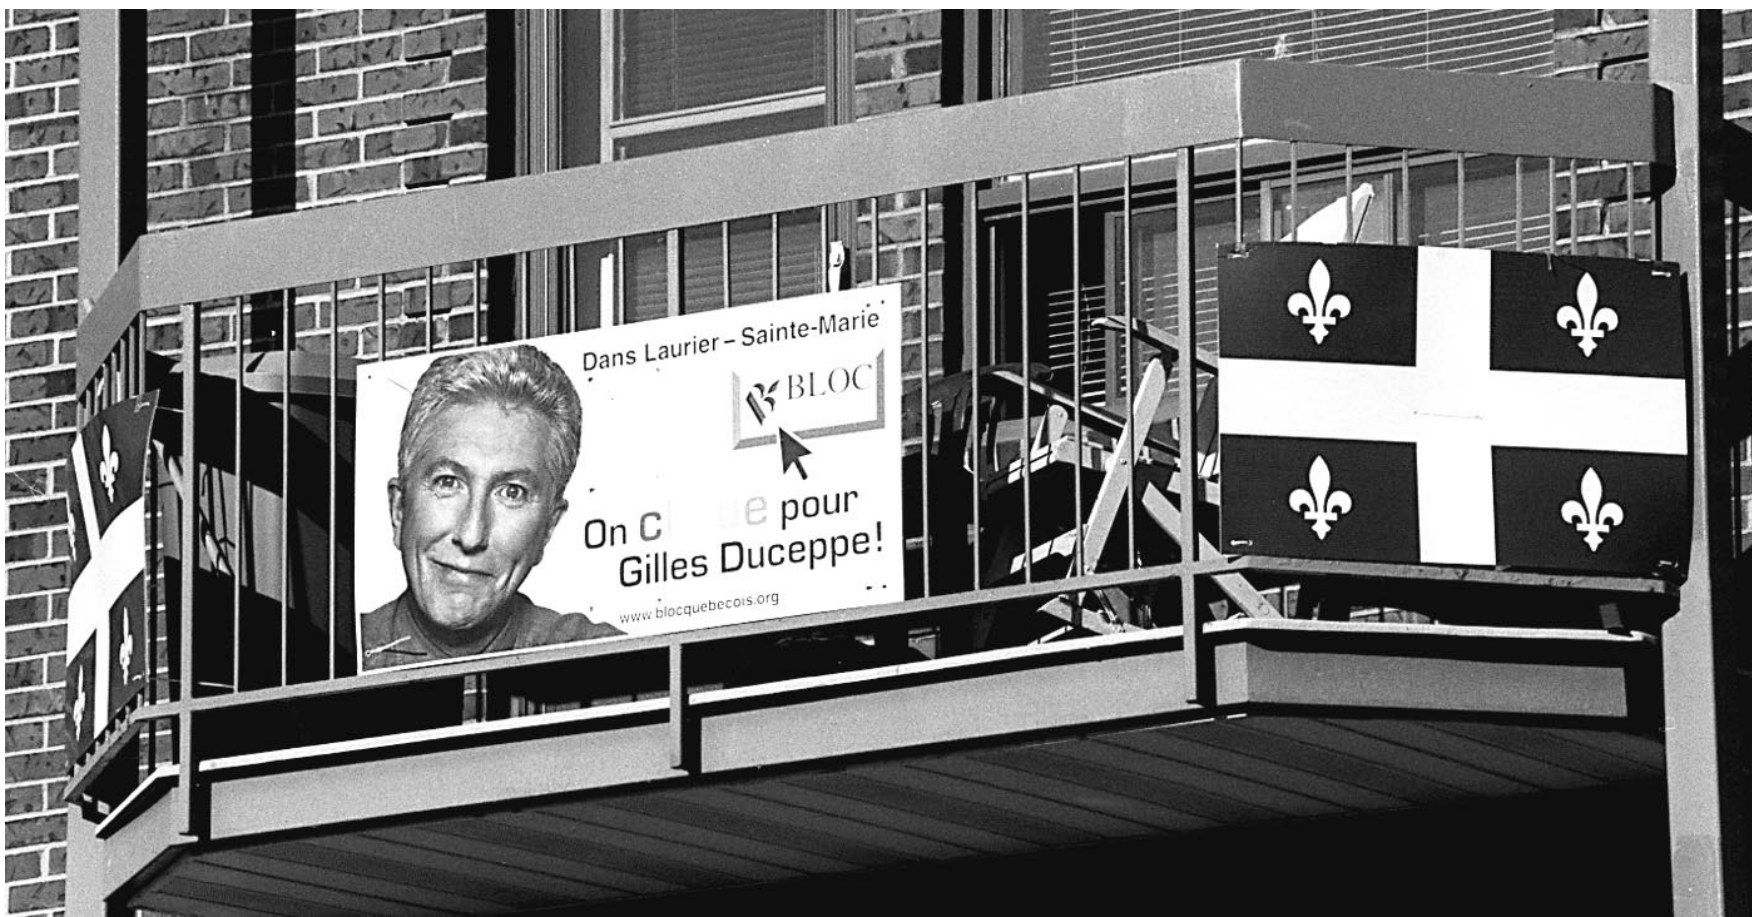 Dans Laurier – Sainte-Marie
BLOC
On pour
Gilles Duceppe!
www.blocquebecois.org